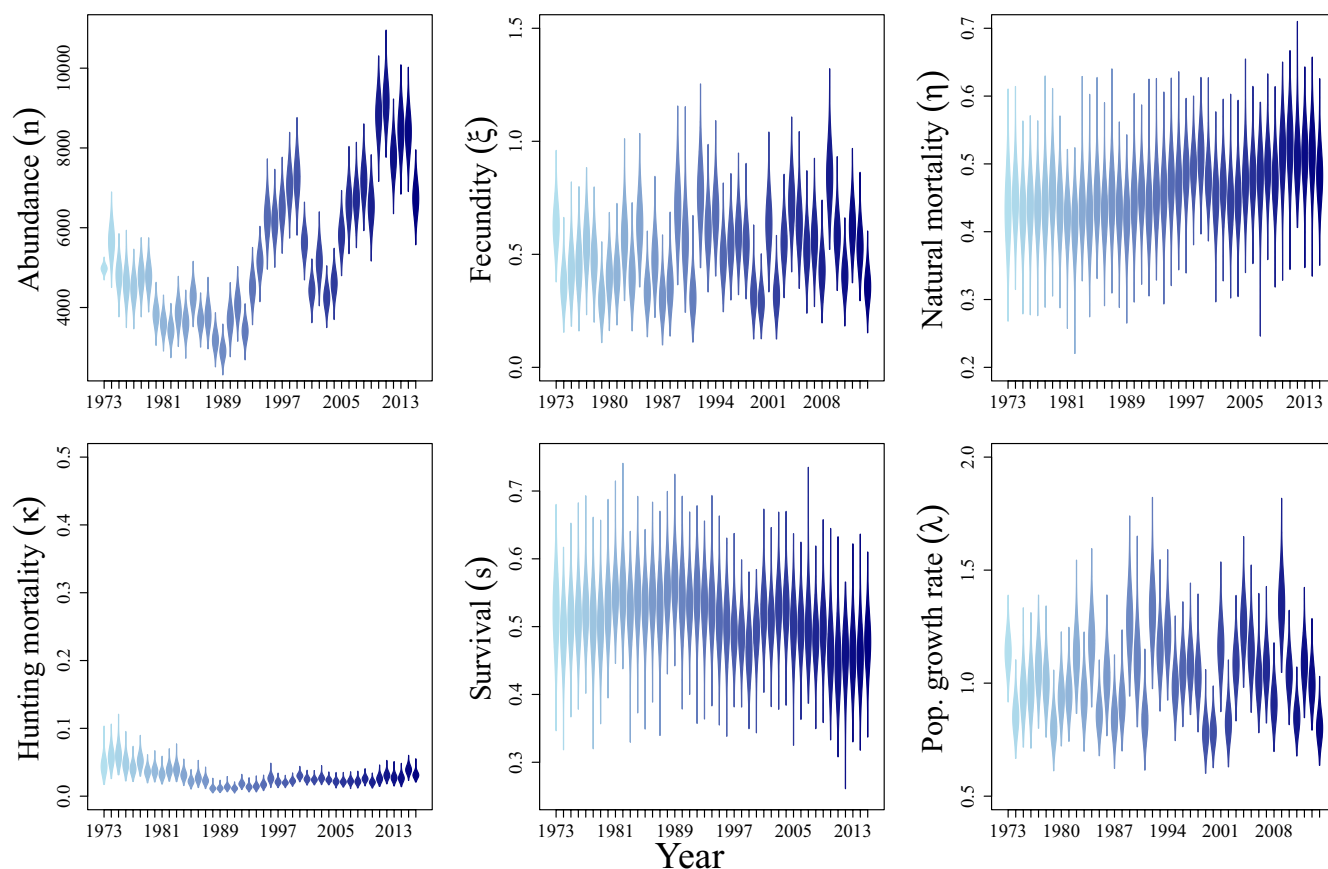 Abundance (n)
4000 6000 8000 10000
1973 1981 1989 1997 2005 2013
Fecundity (ξ)
0.0 0.5 1.0 1.5
1973 1980 1987 1994 2001 2008
Natural mortality (η)
0.2 0.3 0.4 0.5 0.6 0.7
1973 1981 1989 1997 2005 2013
Hunting mortality (κ)
0.0 0.1 0.2 0.3 0.4 0.5
1973 1981 1989 1997 2005 2013
Survival (s)
0.3 0.4 0.5 0.6 0.7
1973 1981 1989 1997 2005 2013
Pop. growth rate (λ)
0.5 1.0 1.5 2.0
1973 1980 1987 1994 2001 2008
Year